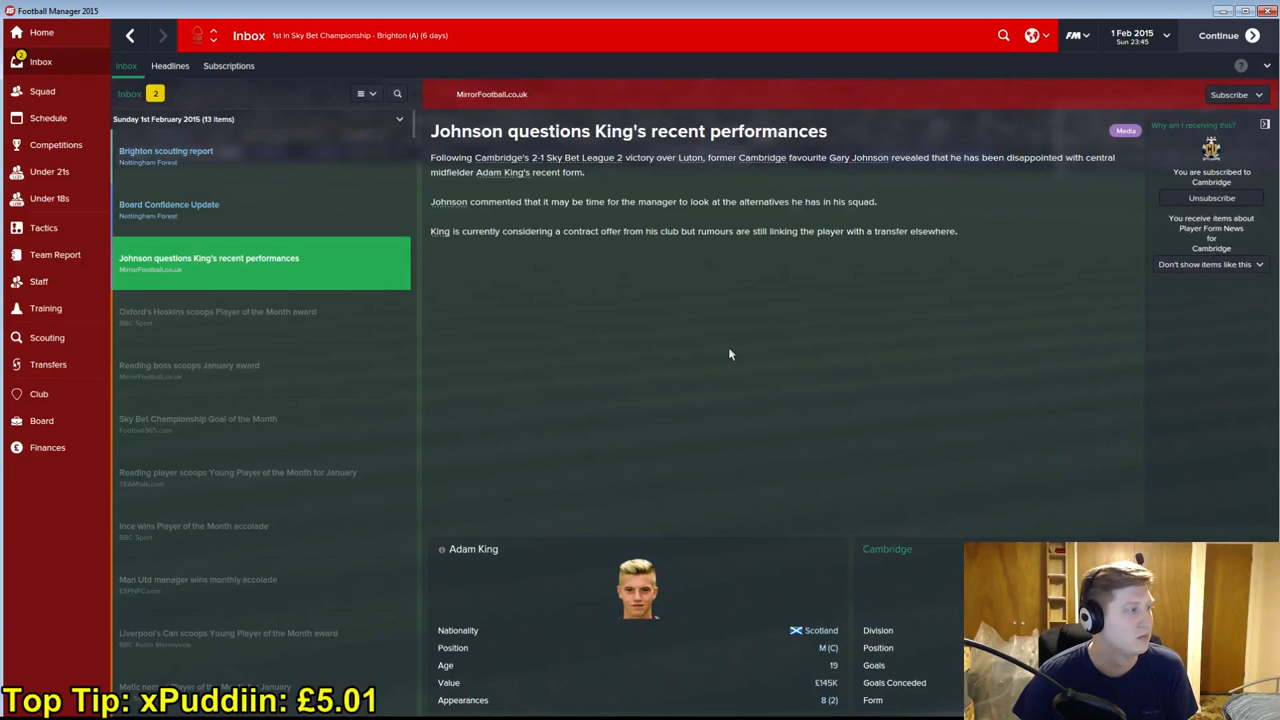 Football Manager 2015
Home
Inbox
1st in Sky Bet Championship - Brighton (A) (6 days)
FM
1 Feb 2015
Sun 23:45
Continue
2
Inbox
Inbox
Headlines
Subscriptions
Squad
Schedule
Competitions
Under 21s
Under 18s
Tactics
Team Report
Staff
Training
Scouting
Transfers
Club
Board
Finances
Inbox 2
Sunday 1st February 2015 (13 items)
Brighton scouting report
Nottingham Forest
Board Confidence Update
Nottingham Forest
Johnson questions King's recent performances
MirrorFootball.co.uk
Oxford's Hoskins scoops Player of the Month award
BBC Sport
Reading boss scoops January award
MirrorFootball.co.uk
Sky Bet Championship Goal of the Month
Football365.com
Reading player scoops Young Player of the Month for January
TEAMtalk.com
Ince wins Player of the Month accolade
BBC Sport
Man Utd manager wins monthly accolade
ESPNFC.com
Liverpool's Can scoops Young Player of the Month award
BBC Radio Merseyside
Matic named Player of the Month for January
MirrorFootball.co.uk
Subscribe
Johnson questions King's recent performances
Media
Following Cambridge's 2-1 Sky Bet League 2 victory over Luton, former Cambridge favourite Gary Johnson revealed that he has been disappointed with central
midfielder Adam King's recent form.
Johnson commented that it may be time for the manager to look at the alternatives he has in his squad.
King is currently considering a contract offer from his club but rumours are still linking the player with a transfer elsewhere.
Why am I receiving this?
You are subscribed to
Cambridge
Unsubscribe
You receive items about
Player Form News
for
Cambridge
Don't show items like this
Adam King
Nationality Scotland
Position M (C)
Age 19
Value £145K
Appearances 8 (2)
Cambridge
Division
Position
Goals
Goals Conceded
Form
Top Tip: xPuddiin: £5.01